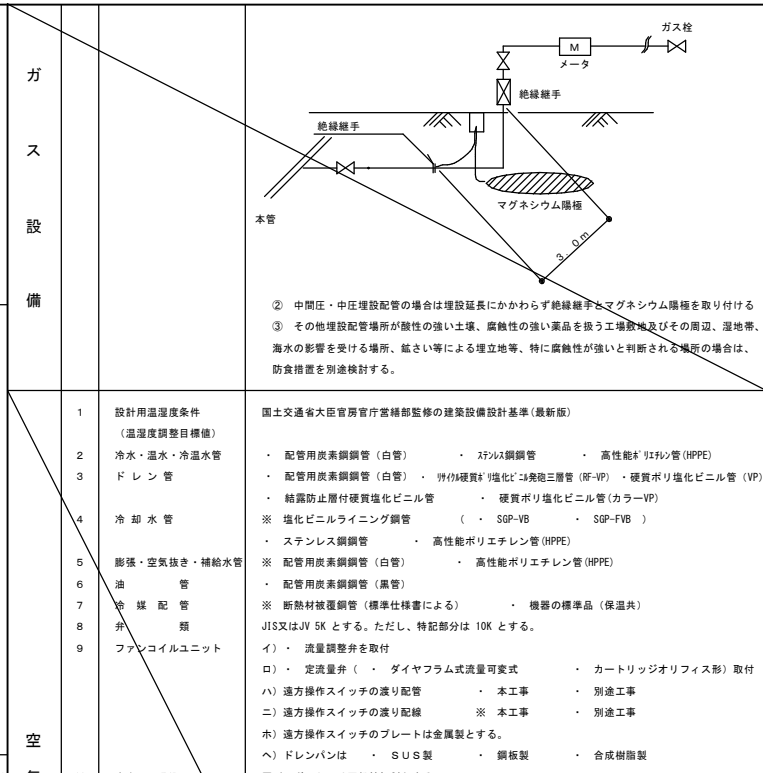 ガス設備
ガス栓
M
メータ
絶縁継手
絶縁継手
マグネシウム陽極
本管
3.0m
② 中間圧・中圧埋設配管の場合は埋設延長にかかわらず絶縁継手とマグネシウム陽極を取り付ける
③ その他埋設配管場所が酸性の強い土壌、腐蝕性の強い薬品を扱う工場敷地及びその周辺、湿地帯、
海水の影響を受ける場所、鉱さい等による埋立地等、特に腐蝕性が強いと判断される場所の場合は、
防食措置を別途検討する。
1 設計用温湿度条件 国土交通省大臣官房官庁営繕部監修の建築設備設計基準(最新版)
(温湿度調整目標値)
2 冷水・温水・冷温水管 ・ 配管用炭素鋼鋼管(白管) ・ ステンレス鋼鋼管 ・ 高性能ポリエチレン管(HPPE)
3 ドレン管 ・ 配管用炭素鋼鋼管(白管) ・ リサイクル硬質ポリ塩化ビニル発砲三層管(RF-VP) ・硬質ポリ塩化ビニル管(VP)
・ 結露防止層付硬質塩化ビニル管 ・ 硬質ポリ塩化ビニル管(カラーVP)
4 冷却水管 ※ 塩化ビニルライニング鋼管 ( ・ SGP-VB ・ SGP-FVB )
・ ステンレス鋼鋼管 ・ 高性能ポリエチレン管(HPPE)
5 膨張・空気抜き・補給水管 ※ 配管用炭素鋼鋼管(白管) ・ 高性能ポリエチレン管(HPPE)
6 油管 ・ 配管用炭素鋼鋼管(黒管)
7 冷媒配管 ※ 断熱材被覆銅管(標準仕様書による) ・ 機器の標準品(保温共)
8 弁類 JIS又はJV 5K とする。ただし、特記部分は 10K とする。
9 ファンコイルユニット イ)・ 流量調整弁を取付
ロ)・ 定流量弁( ・ ダイヤフラム式流量可変式 ・ カートリッジオリフィス形)取付
ハ)遠方操作スイッチの渡り配管 ・ 本工事 ・ 別途工事
ニ)遠方操作スイッチの渡り配線 ※ 本工事 ・ 別途工事
ホ)遠方操作スイッチのプレートは金属製とする。
ヘ)ドレンパンは ・ SUS製 ・ 鋼板製 ・ 合成樹脂製
空